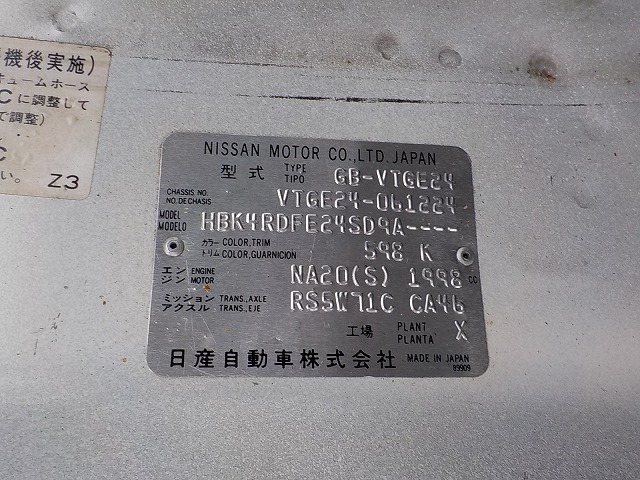 機後実施)
キュームホース
Cに調整して
で調整)
C
い。 Z3
NISSAN MOTOR CO.,LTD. JAPAN
型式 TYPE TIPO GB-VTGE24
CHASSIS NO. NO.DE CHASIS VTGE24-061224
MODEL MODELO HBK4RDFE24SD9A----
カラー COLOR,TRIM
トリム COLOR,GUARNICION 598 K
エンジン ENGINE MOTOR NA20(S) 1998 CC
ミッション TRANS.,AXLE
アクスル TRANS.,EJE RS5W71C CA46
工場 PLANT PLANTA X
日産自動車株式会社 MADE IN JAPAN
89909